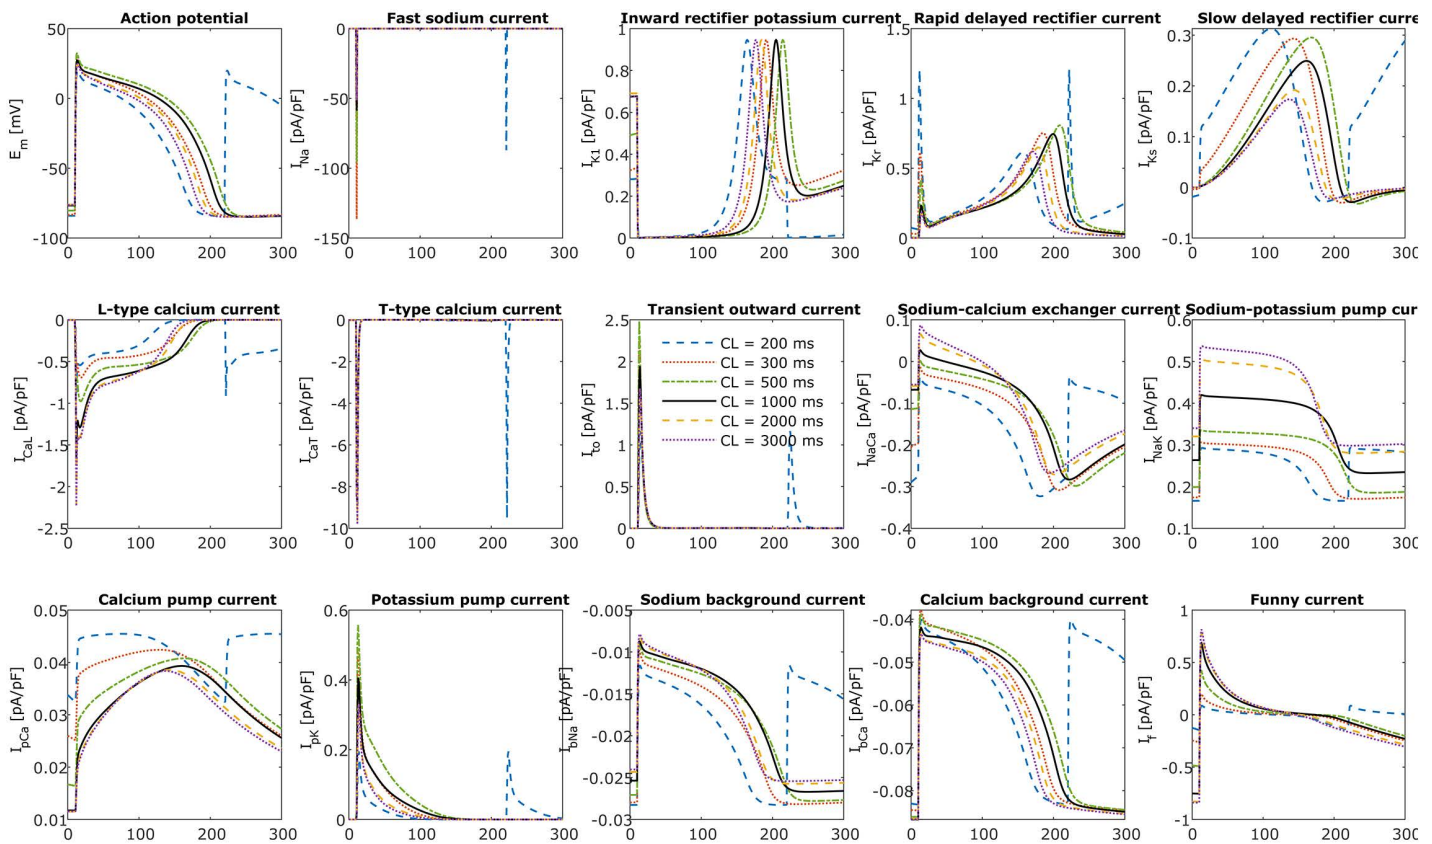 Action potential
Fast sodium current
Inward rectifier potassium current
Rapid delayed rectifier current
Slow delayed rectifier curre
50
0
-50
-100
E_m [mV]
0 100 200 300
0
-50
-100
-150
I_Na [pA/pF]
0 100 200 300
1
0.8
0.6
0.4
0.2
0
I_K1 [pA/pF]
0 100 200 300
1.5
1
0.5
0
I_Kr [pA/pF]
0 100 200 300
0.3
0.2
0.1
0
-0.1
I_Ks [pA/pF]
0 100 200 300
L-type calcium current
T-type calcium current
Transient outward current
Sodium-calcium exchanger current
Sodium-potassium pump cur
0
-0.5
-1
-1.5
-2
-2.5
I_CaL [pA/pF]
0 100 200 300
0
-2
-4
-6
-8
-10
I_CaT [pA/pF]
0 100 200 300
2.5
2
1.5
1
0.5
0
I_to [pA/pF]
CL = 200 ms
CL = 300 ms
CL = 500 ms
CL = 1000 ms
CL = 2000 ms
CL = 3000 ms
0 100 200 300
0.1
0
-0.1
-0.2
-0.3
-0.4
I_NaCa [pA/pF]
0 100 200 300
0.6
0.5
0.4
0.3
0.2
0.1
I_NaK [pA/pF]
0 100 200 300
Calcium pump current
Potassium pump current
Sodium background current
Calcium background current
Funny current
0.05
0.04
0.03
0.02
0.01
I_pCa [pA/pF]
0 100 200 300
0.6
0.4
0.2
0
I_pK [pA/pF]
0 100 200 300
-0.005
-0.01
-0.015
-0.02
-0.025
-0.03
I_bNa [pA/pF]
0 100 200 300
-0.04
-0.05
-0.06
-0.07
-0.08
I_bCa [pA/pF]
0 100 200 300
1
0.5
0
-0.5
-1
I_f [pA/pF]
0 100 200 300